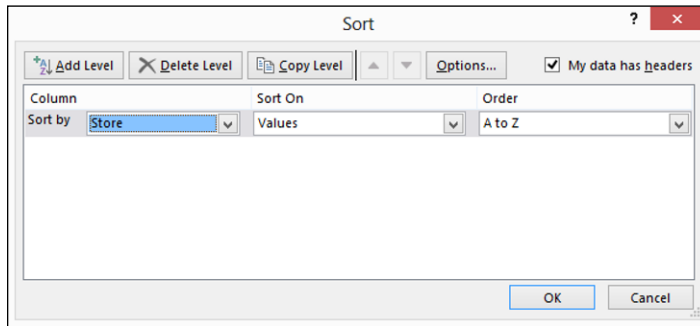 Sort
?
Add Level Delete Level Copy Level Options... My data has headers
Column Sort On Order
Sort by Store Values A to Z
OK Cancel